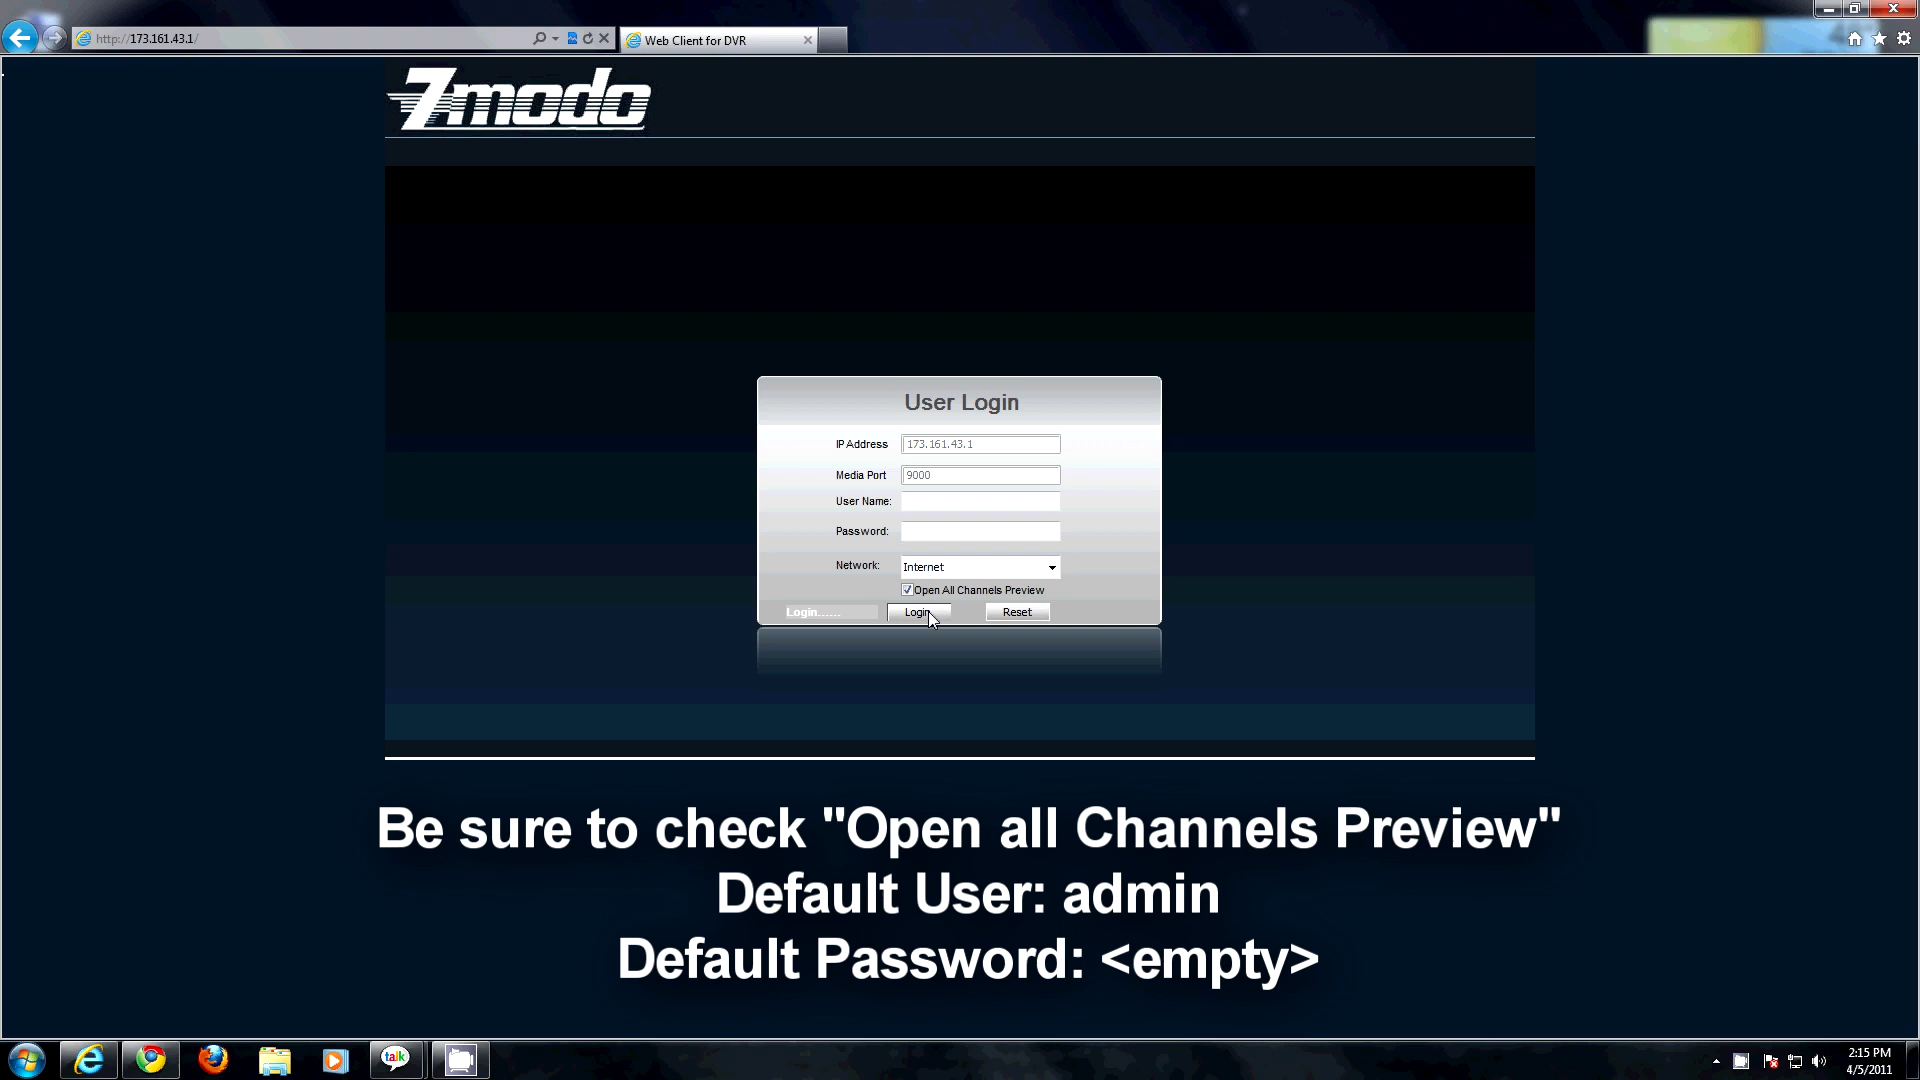 http://173.161.43.1/
Web Client for DVR
7modo
User Login
IP Address 173.161.43.1
Media Port 9000
User Name:
Password:
Network: Internet
Open All Channels Preview
Login...... Login Reset
Be sure to check "Open all Channels Preview"
Default User: admin
Default Password: <empty>
talk
2:15 PM
4/5/2011